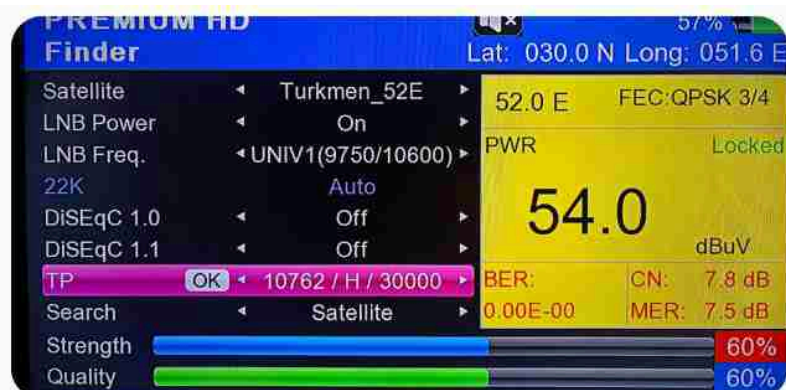 PREMIUM HD
57%
Finder
Lat: 030.0 N Long: 051.6 E
Satellite Turkmen_52E
LNB Power On
LNB Freq. UNIV1(9750/10600)
22K Auto
DiSEqC 1.0 Off
DiSEqC 1.1 Off
TP OK 10762 / H / 30000
Search Satellite
52.0 E FEC:QPSK 3/4
PWR Locked
54.0
dBuV
BER: CN: 7.8 dB
0.00E-00 MER: 7.5 dB
Strength 60%
Quality 60%